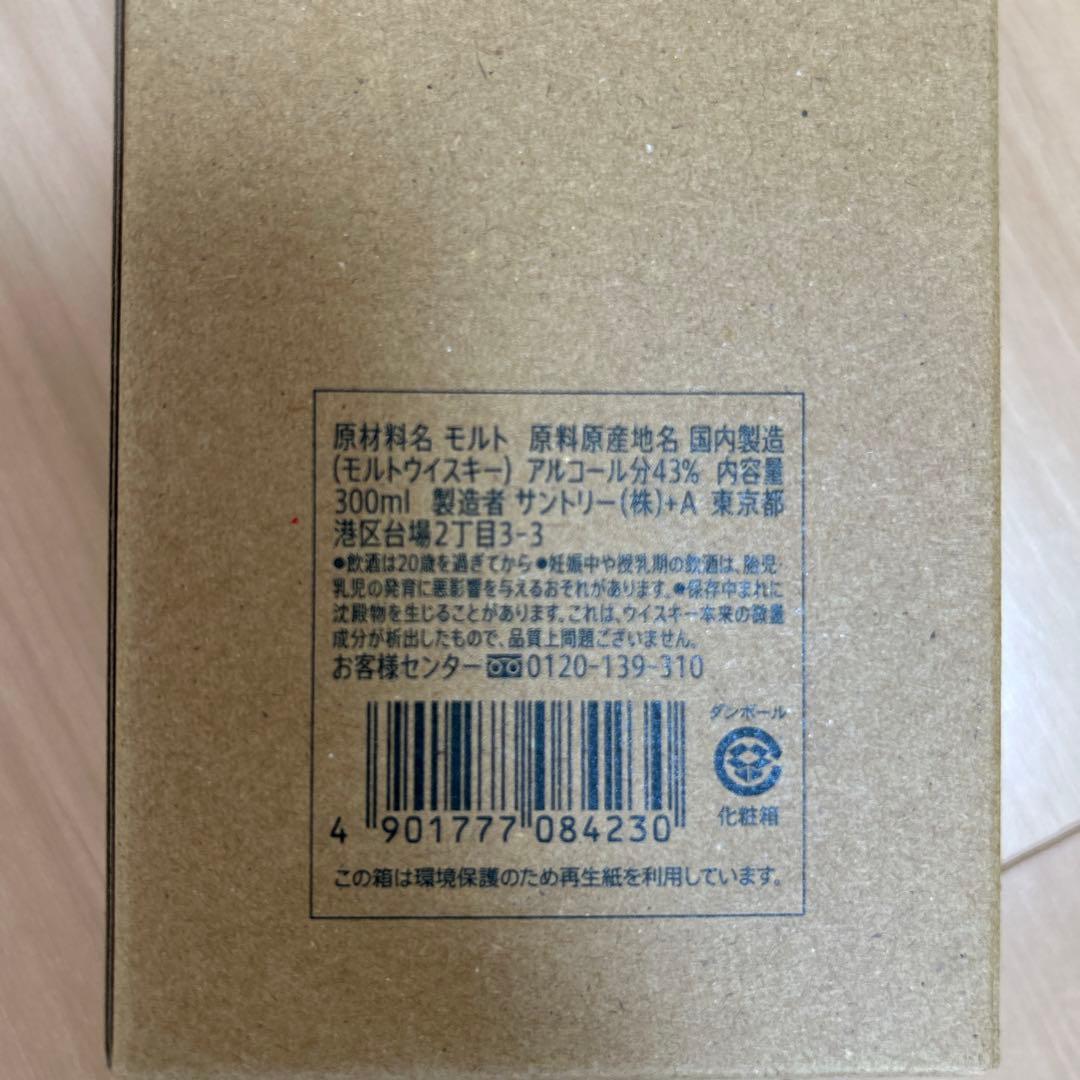 原材料名 モルト 原料原産地名 国内製造
(モルトウイスキー) アルコール分43% 内容量
300ml 製造者 サントリー(株)+A 東京都
港区台場2丁目3-3
●飲酒は20歳を過ぎてから●妊娠中や授乳期の飲酒は、胎児・
乳児の発育に悪影響を与えるおそれがあります。●保存中まれに
沈殿物を生じることがあります。これは、ウイスキー本来の微量
成分が析出したもので、品質上問題ございません。
お客様センター 0120-139-310
ダンボール
化粧箱
4 901777 084230
この箱は環境保護のため再生紙を利用しています。